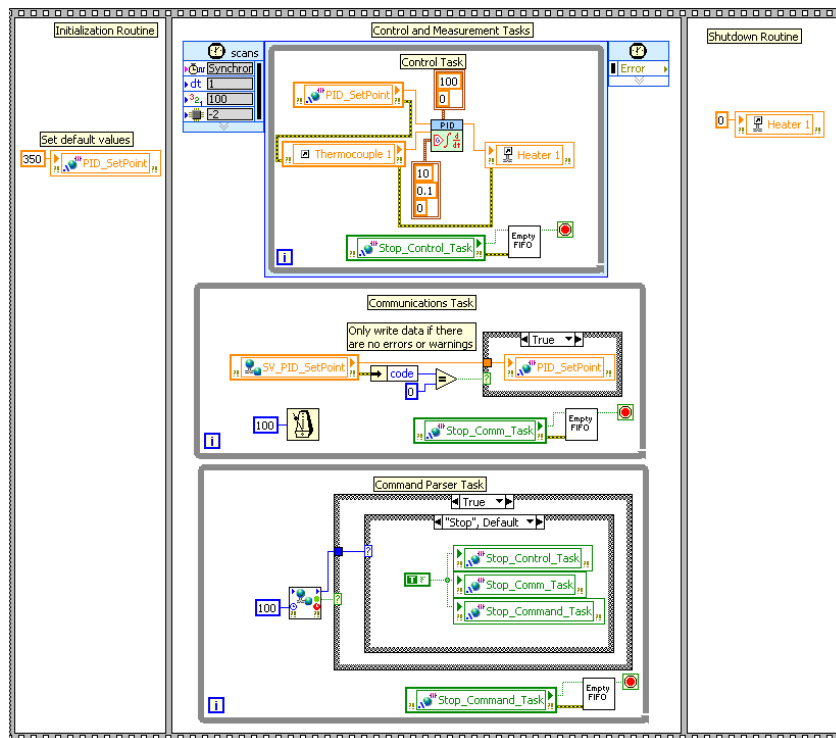 Initialization Routine
Set default values
350
PID_SetPoint
Control and Measurement Tasks
scans
Synchror
dt
1
100
-2
Error
Control Task
100
0
PID_SetPoint
PID
Thermocouple 1
Heater 1
10
0.1
0
Stop_Control_Task
Empty
FIFO
i
Communications Task
Only write data if there
are no errors or warnings
True
SV_PID_SetPoint
code
=
0
?
PID_SetPoint
100
Stop_Comm_Task
Empty
FIFO
i
Command Parser Task
True
"Stop", Default
?
Stop_Control_Task
T F
Stop_Comm_Task
Stop_Command_Task
100
?
Stop_Command_Task
Empty
FIFO
i
Shutdown Routine
0
Heater 1